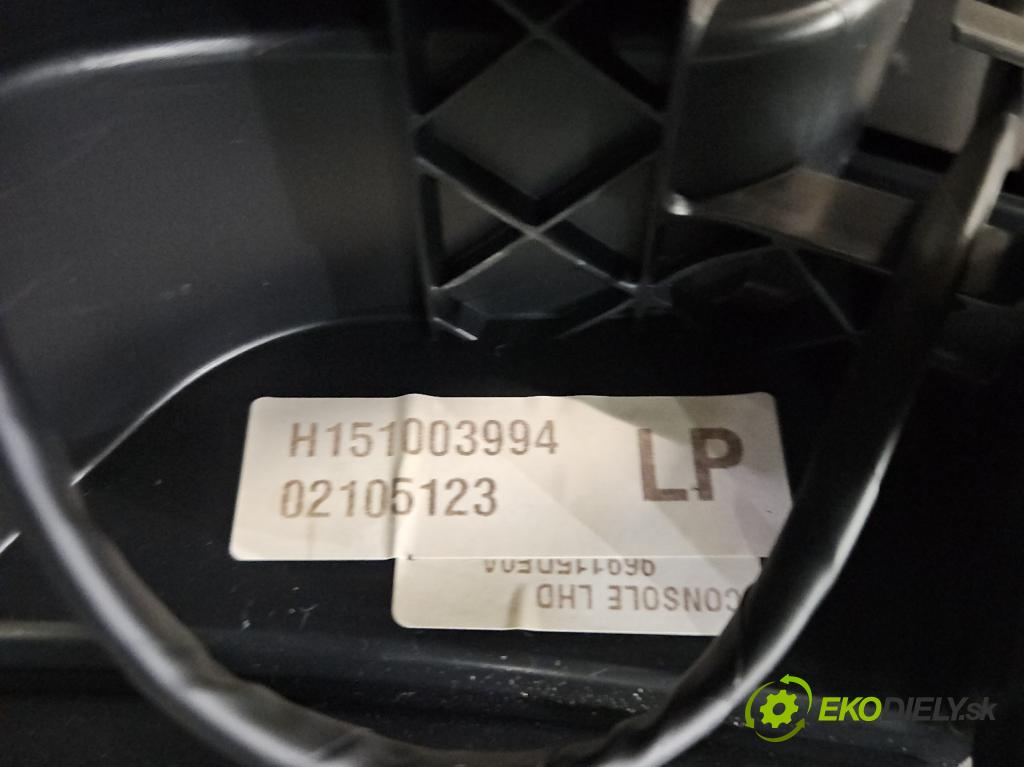 H151003994
02105123
LP
CONSOLE LHD
EKODIELY.sk